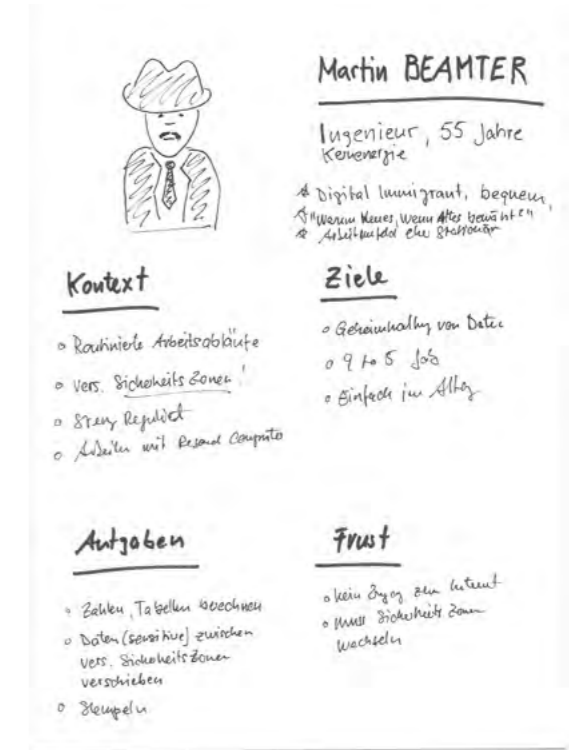 Martin BEAMTER
Ingenieur, 55 Jahre
Kernenergie
Digital Immigrant, bequem,
"Warum Neues, wenn Altes bewährt?"
Arbeitsumfeld eher stationär
Kontext
Routinierte Arbeitsabläufe
vers. Sicherheits Zonen!
Streng Reguliert
Arbeiten mit Personal Computer
Ziele
Geheimhaltung von Daten
9 to 5 Job
Einfach im Alltag
Aufgaben
Zahlen, Tabellen berechnen
Daten (sensitive) zwischen
vers. Sicherheits Zonen
verschieben
Stempeln
Frust
kein Zugang zum Internet
muss Sicherheits Zonen
wechseln